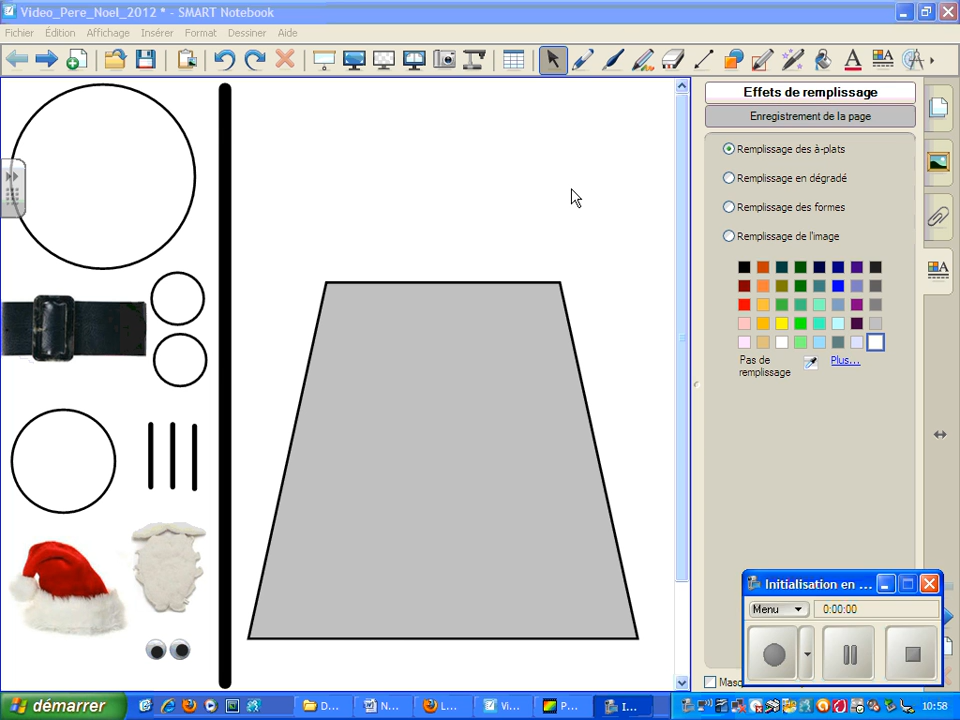 Video_Pere_Noel_2012 * - SMART Notebook
Fichier Édition Affichage Insérer Format Dessiner Aide
Effets de remplissage
Enregistrement de la page
Remplissage des à-plats
Remplissage en dégradé
Remplissage des formes
Remplissage de l'image
Pas de remplissage
Plus...
Initialisation en ...
Menu 0:00:00
Masc
démarrer D... N... L... Vi... P... I... 10:58